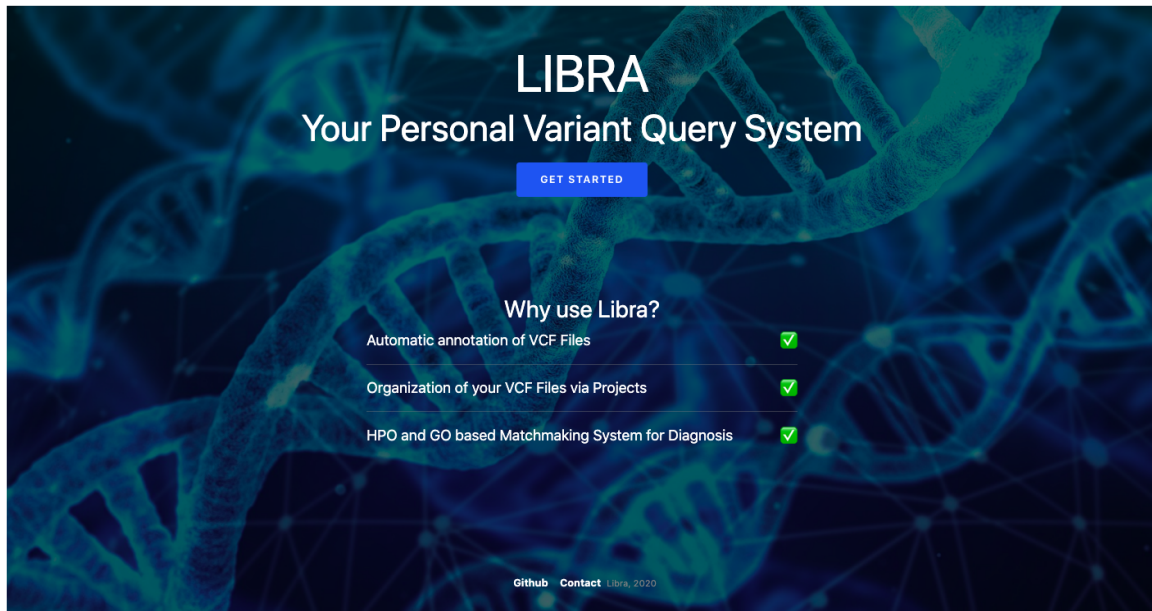 LIBRA
Your Personal Variant Query System
GET STARTED
Why use Libra?
Automatic annotation of VCF Files
Organization of your VCF Files via Projects
HPO and GO based Matchmaking System for Diagnosis
Github Contact Libra, 2020